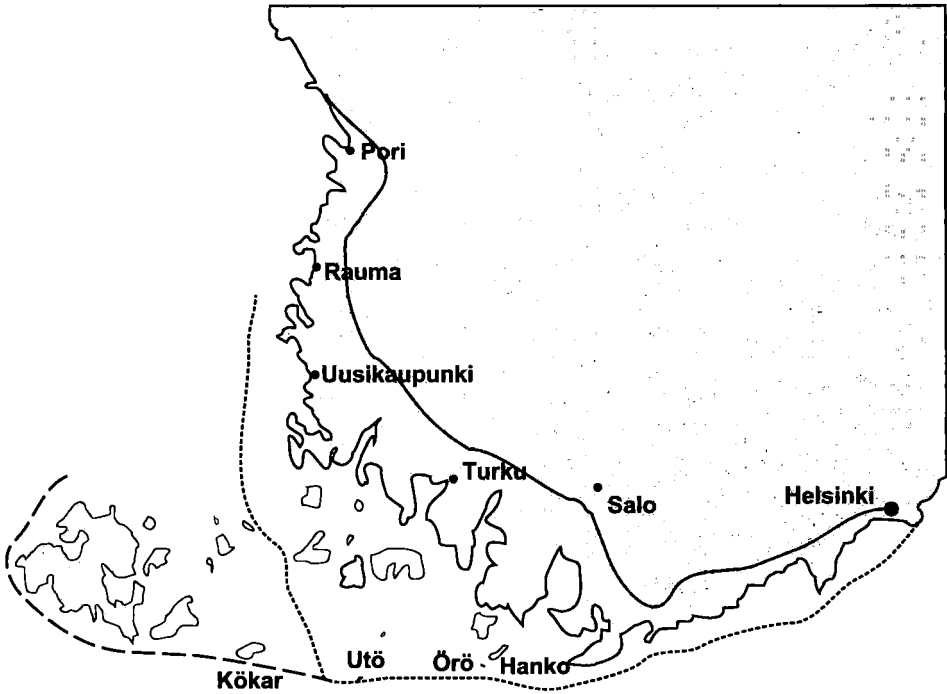 Pori
Rauma
Uusikaupunki
Turku
Salo
Helsinki
Utö
Örö
Hanko
Kökar